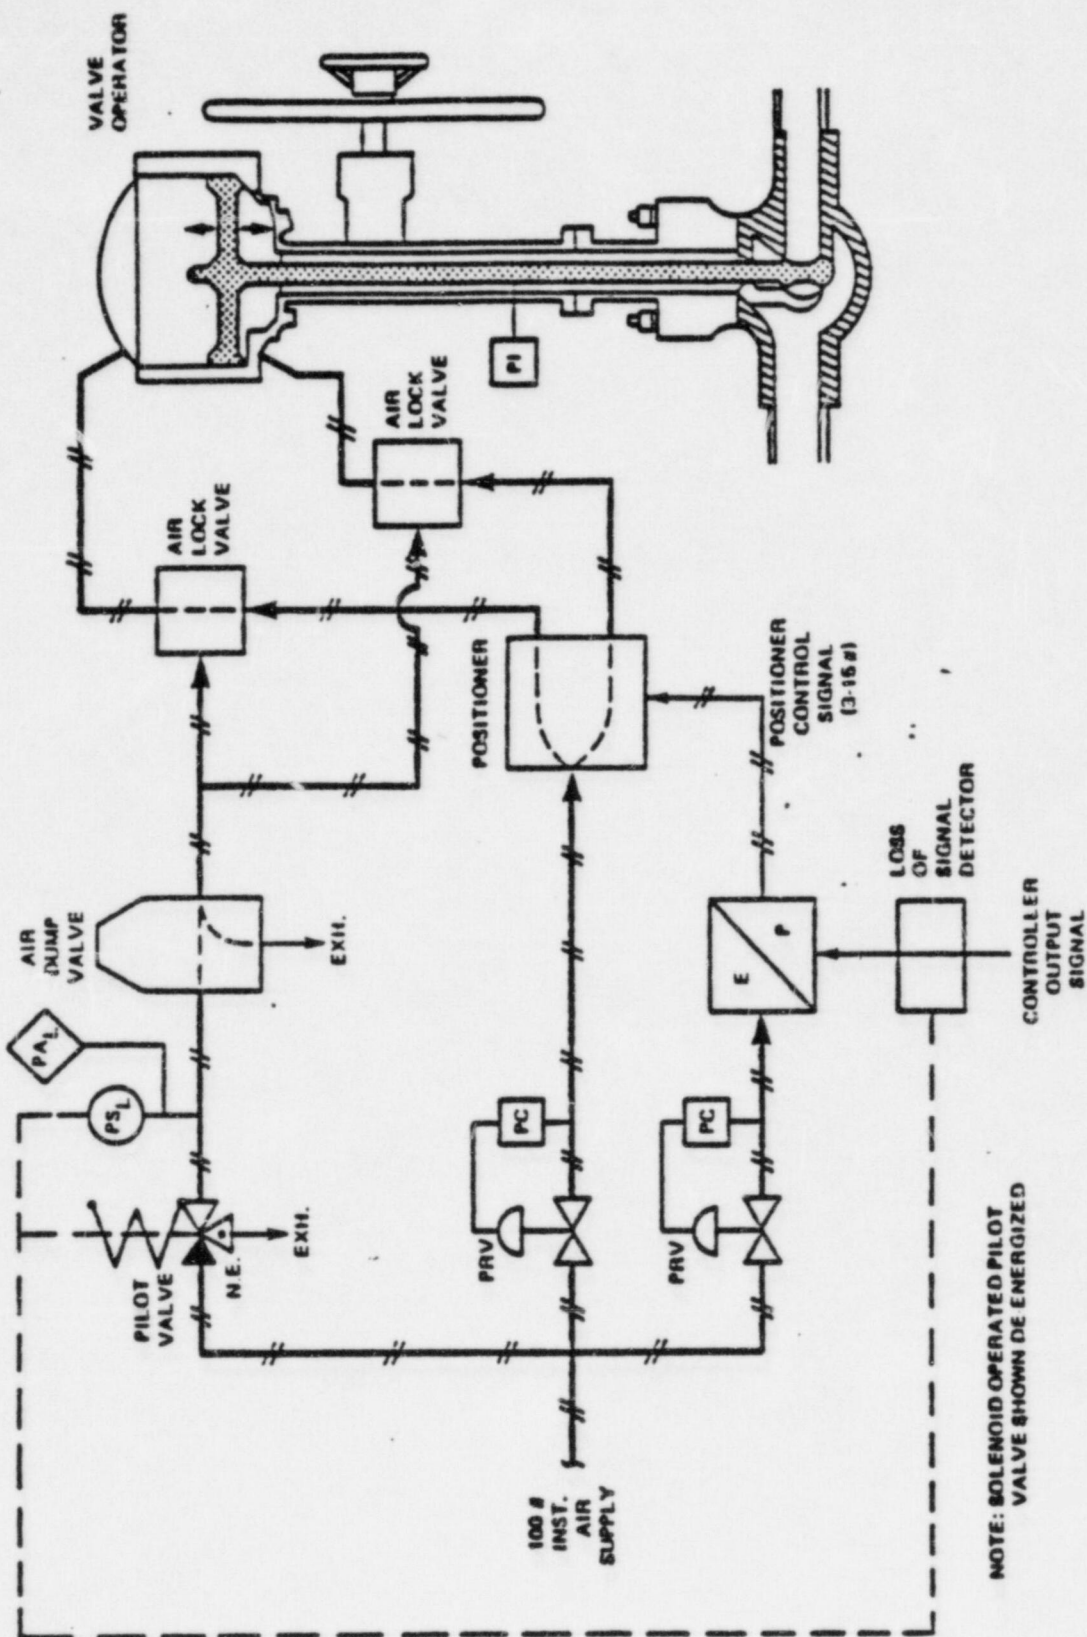 VALVE
OPERATOR
AIR
LOCK
VALVE
AIR
LOCK
VALVE
PI
AIR
DUMP
VALVE
EXH.
PAL
PSL
PILOT
VALVE
N.E.
EXH.
POSITIONER
POSITIONER
CONTROL
SIGNAL
(3-15#)
PC
PRV
PC
PRV
E
P
LOSS
OF
SIGNAL
DETECTOR
CONTROLLER
OUTPUT
SIGNAL
100 #
INST.
AIR
SUPPLY
NOTE: SOLENOID OPERATED PILOT
VALVE SHOWN DE ENERGIZED